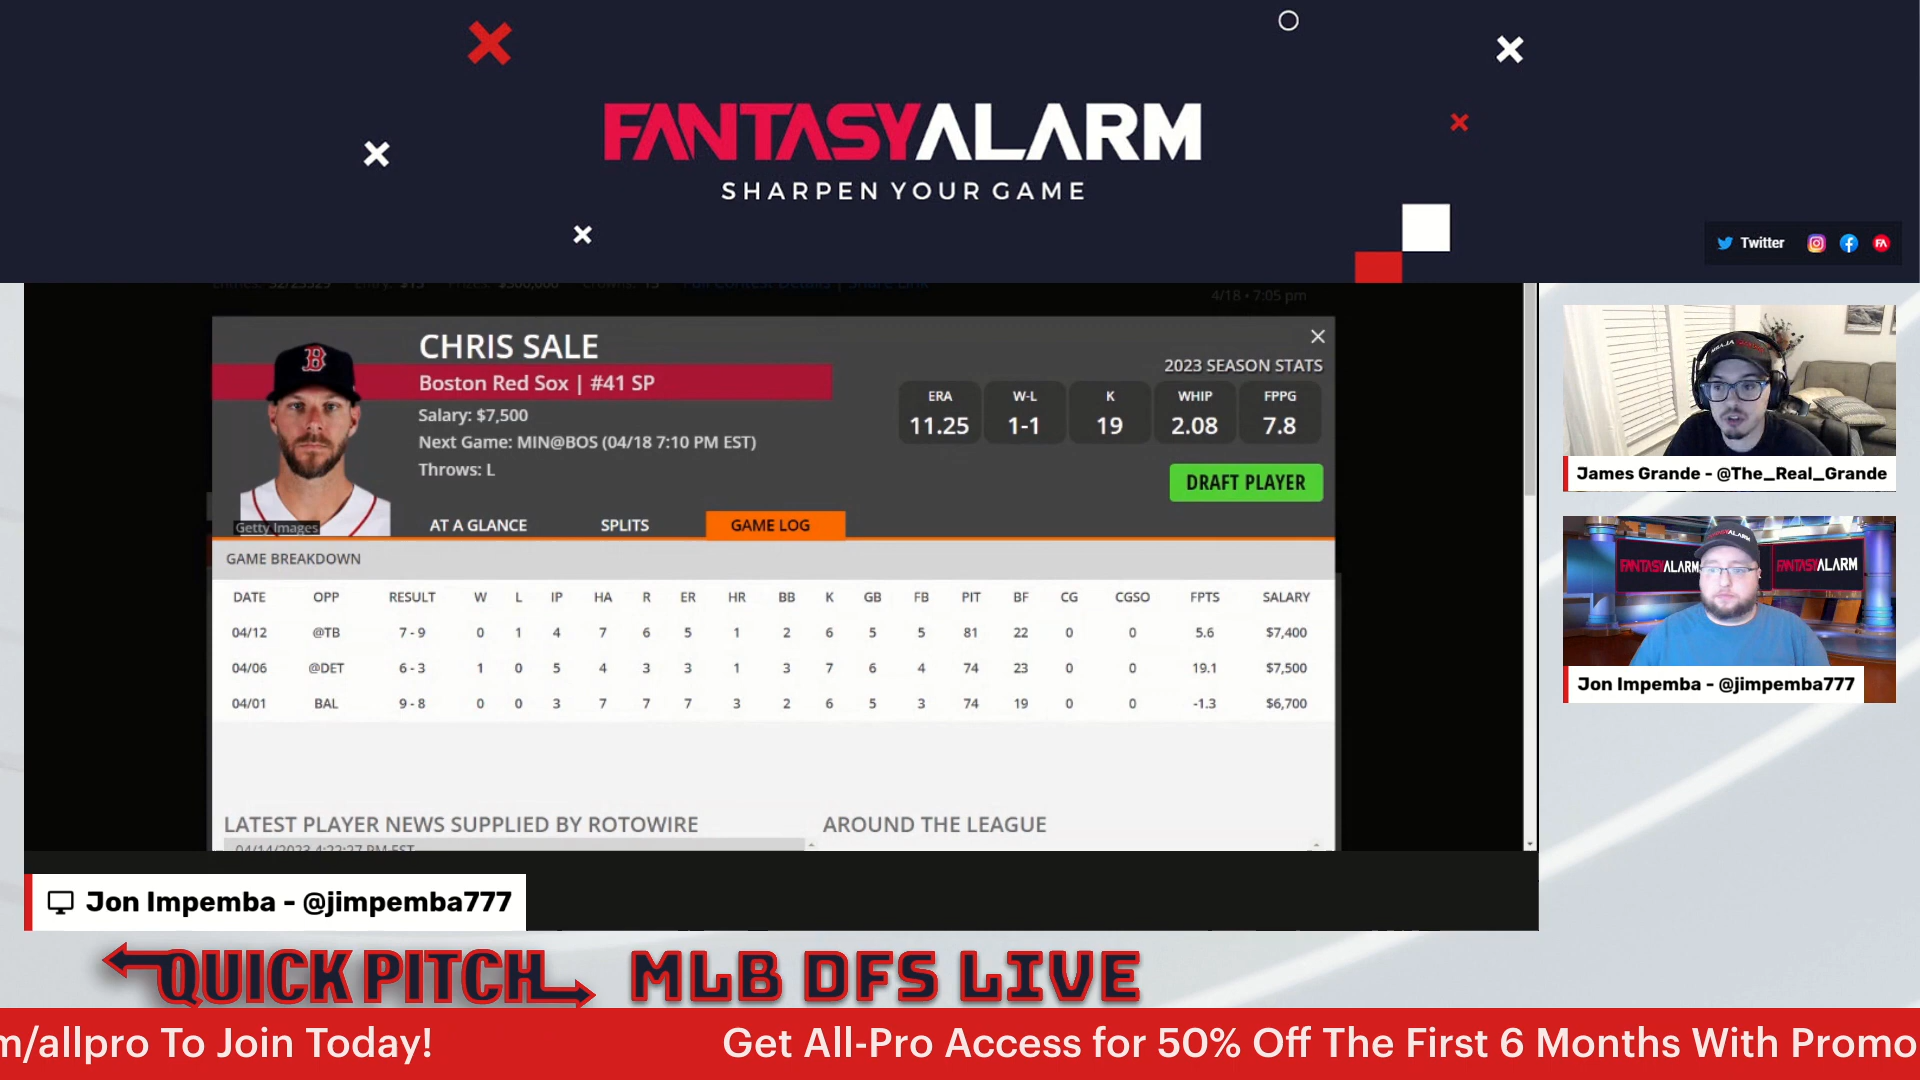 FANTASYALARM
SHARPEN YOUR GAME
Twitter
4/18 • 7:05 pm
CHRIS SALE
Boston Red Sox | #41 SP
Salary: $7,500
Next Game: MIN@BOS (04/18 7:10 PM EST)
Throws: L
2023 SEASON STATS
ERA W-L K WHIP FPPG
11.25 1-1 19 2.08 7.8
DRAFT PLAYER
Getty Images
AT A GLANCE SPLITS GAME LOG
GAME BREAKDOWN
DATE OPP RESULT W L IP HA R ER HR BB K GB FB PIT BF CG CGSO FPTS SALARY
04/12 @TB 7 - 9 0 1 4 7 6 5 1 2 6 5 5 81 22 0 0 5.6 $7,400
04/06 @DET 6 - 3 1 0 5 4 3 3 1 3 7 6 4 74 23 0 0 19.1 $7,500
04/01 BAL 9 - 8 0 0 3 7 7 7 3 2 6 5 3 74 19 0 0 -1.3 $6,700
LATEST PLAYER NEWS SUPPLIED BY ROTOWIRE
AROUND THE LEAGUE
04/14/2023 4:22:27 PM EST
James Grande - @The_Real_Grande
FANTASYALARM
FANTASYALARM
Jon Impemba - @jimpemba777
Jon Impemba - @jimpemba777
QUICK PITCH MLB DFS LIVE
m/allpro To Join Today! Get All-Pro Access for 50% Off The First 6 Months With Promo